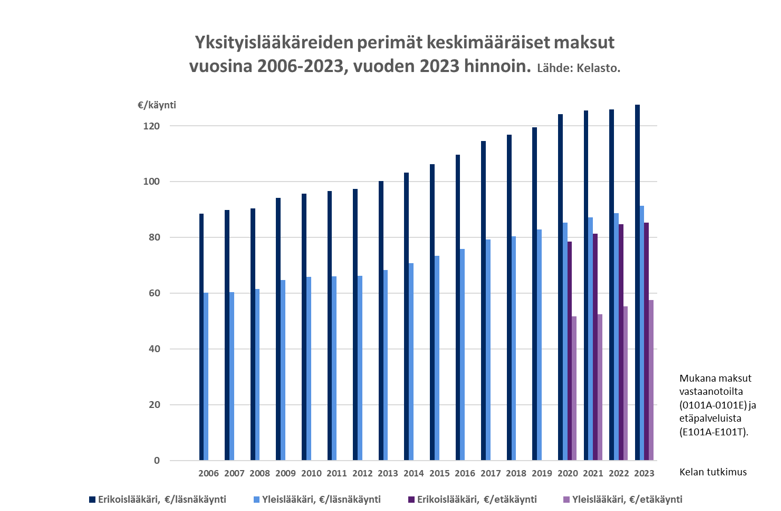 Yksityislääkäreiden perimät keskimääräiset maksut
vuosina 2006-2023, vuoden 2023 hinnoin. Lähde: Kelasto.
€/käynti
120
100
80
60
40
20
0
2006 2007 2008 2009 2010 2011 2012 2013 2014 2015 2016 2017 2018 2019 2020 2021 2022 2023
Mukana maksut
vastaanotoilta
(0101A-0101E) ja
etäpalveluista
(E101A-E101T).
Kelan tutkimus
Erikoislääkäri, €/läsnäkäynti Yleislääkäri, €/läsnäkäynti Erikoislääkäri, €/etäkäynti Yleislääkäri, €/etäkäynti